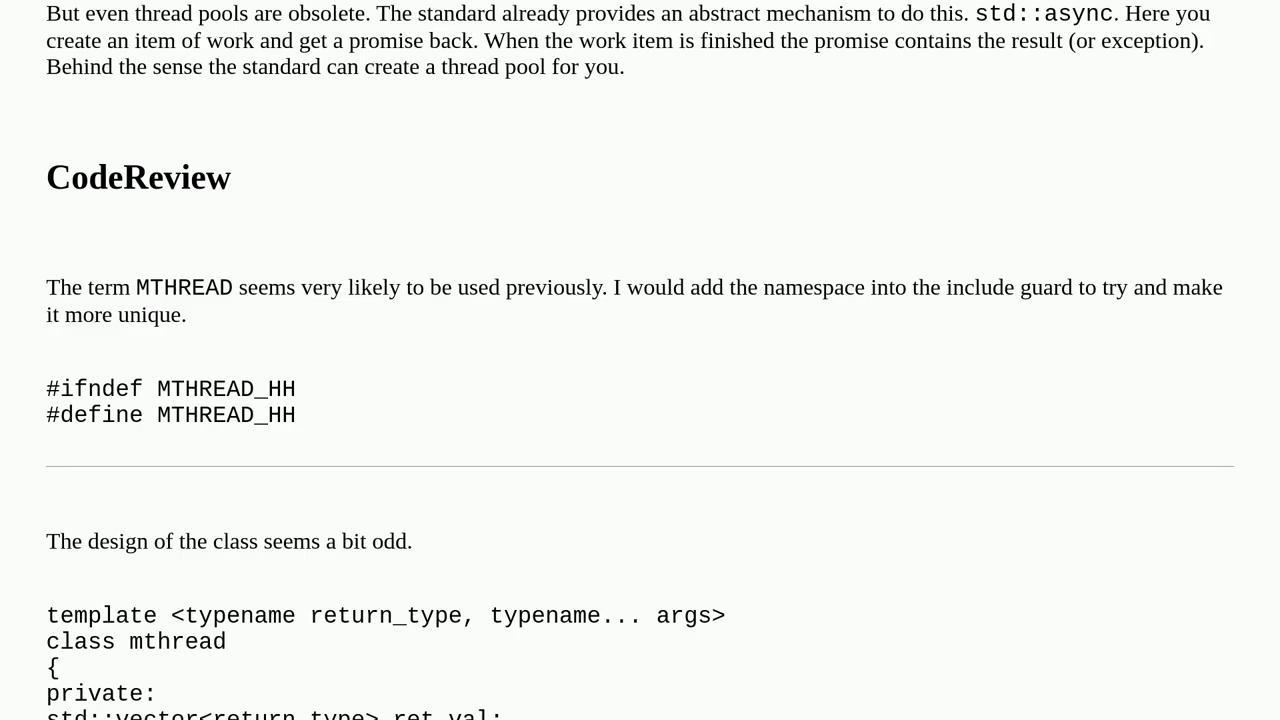 But even thread pools are obsolete. The standard already provides an abstract mechanism to do this. std::async. Here you
create an item of work and get a promise back. When the work item is finished the promise contains the result (or exception).
Behind the sense the standard can create a thread pool for you.
CodeReview
The term MTHREAD seems very likely to be used previously. I would add the namespace into the include guard to try and make
it more unique.
#ifndef MTHREAD_HH
#define MTHREAD_HH
The design of the class seems a bit odd.
template <typename return_type, typename... args>
class mthread
{
private:
std::vector<return_type> ret_val;